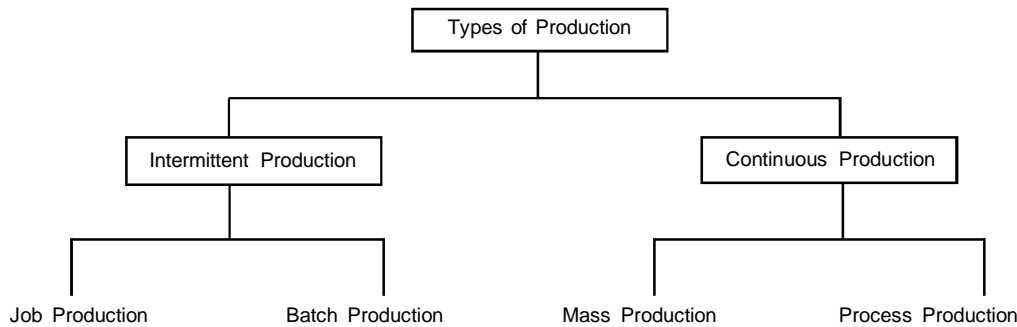 Types of Production
Intermittent Production
Continuous Production
Job Production
Batch Production
Mass Production
Process Production